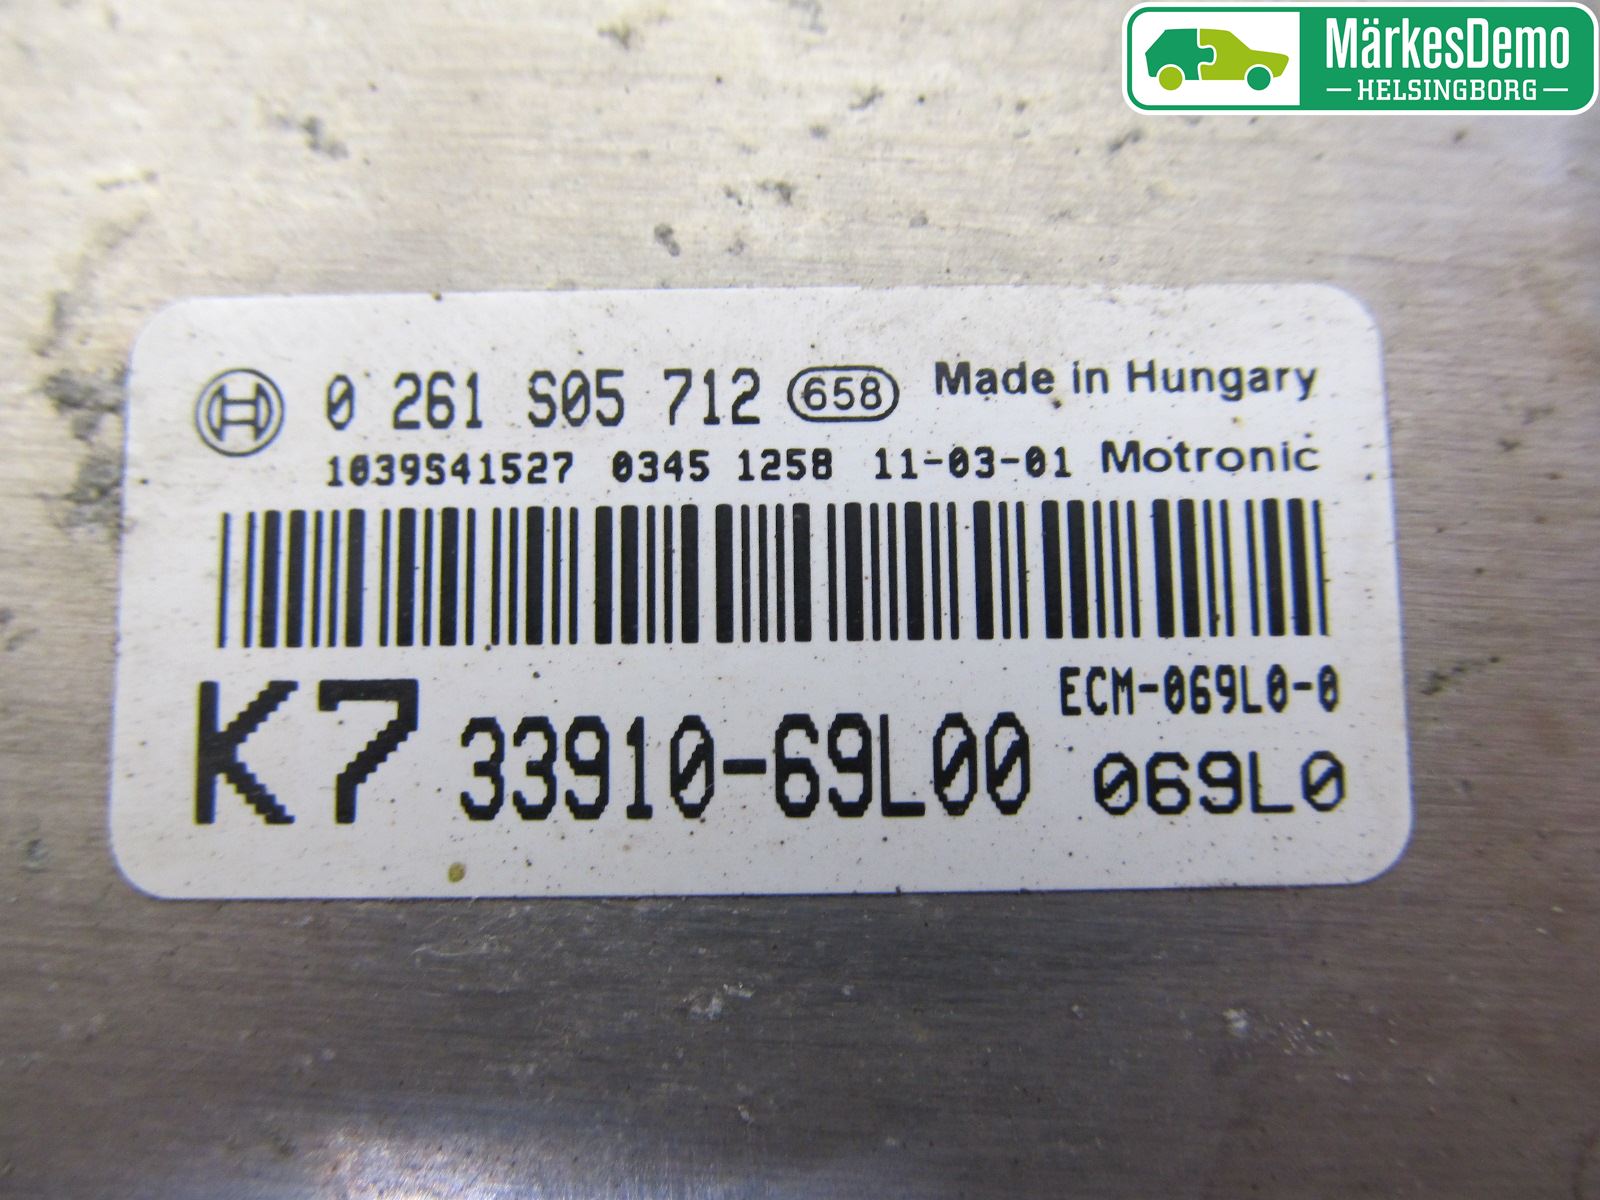 MärkesDemo
HELSINGBORG
0 261 S05 712 658 Made in Hungary
1039S41527 0345 1258 11-03-01 Motronic
ECM-069L0-0
K7 33910-69L00 069L0